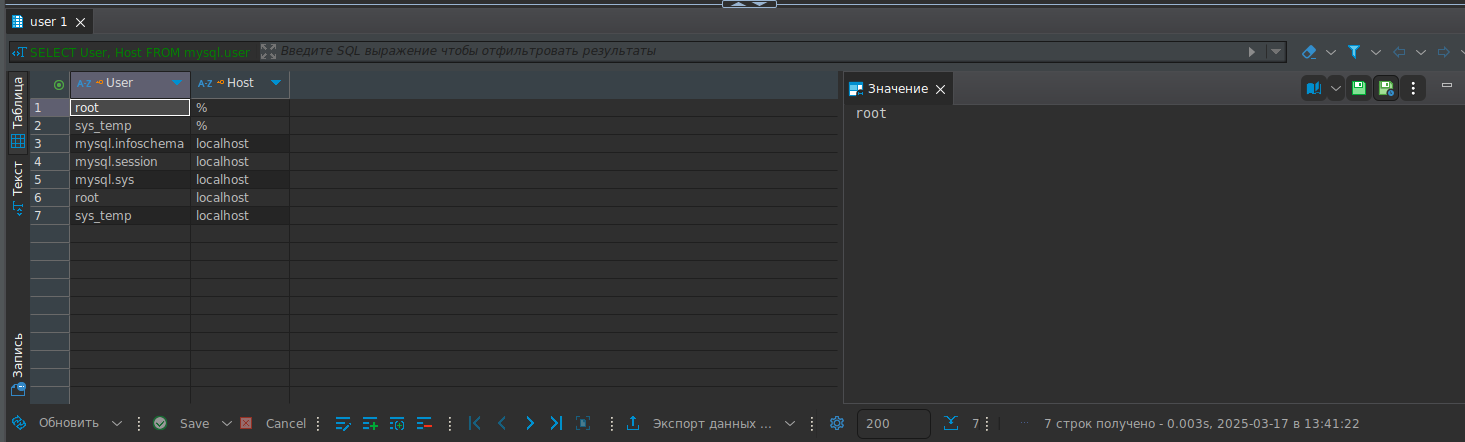 user 1
SELECT User, Host FROM mysql.user Введите SQL выражение чтобы отфильтровать результаты
Таблица
Текст
Запись
A-Z User A-Z Host
1 root %
2 sys_temp %
3 mysql.infoschema localhost
4 mysql.session localhost
5 mysql.sys localhost
6 root localhost
7 sys_temp localhost
Значение
root
Обновить Save Cancel Экспорт данных ... 200 7 ... 7 строк получено - 0.003s, 2025-03-17 в 13:41:22